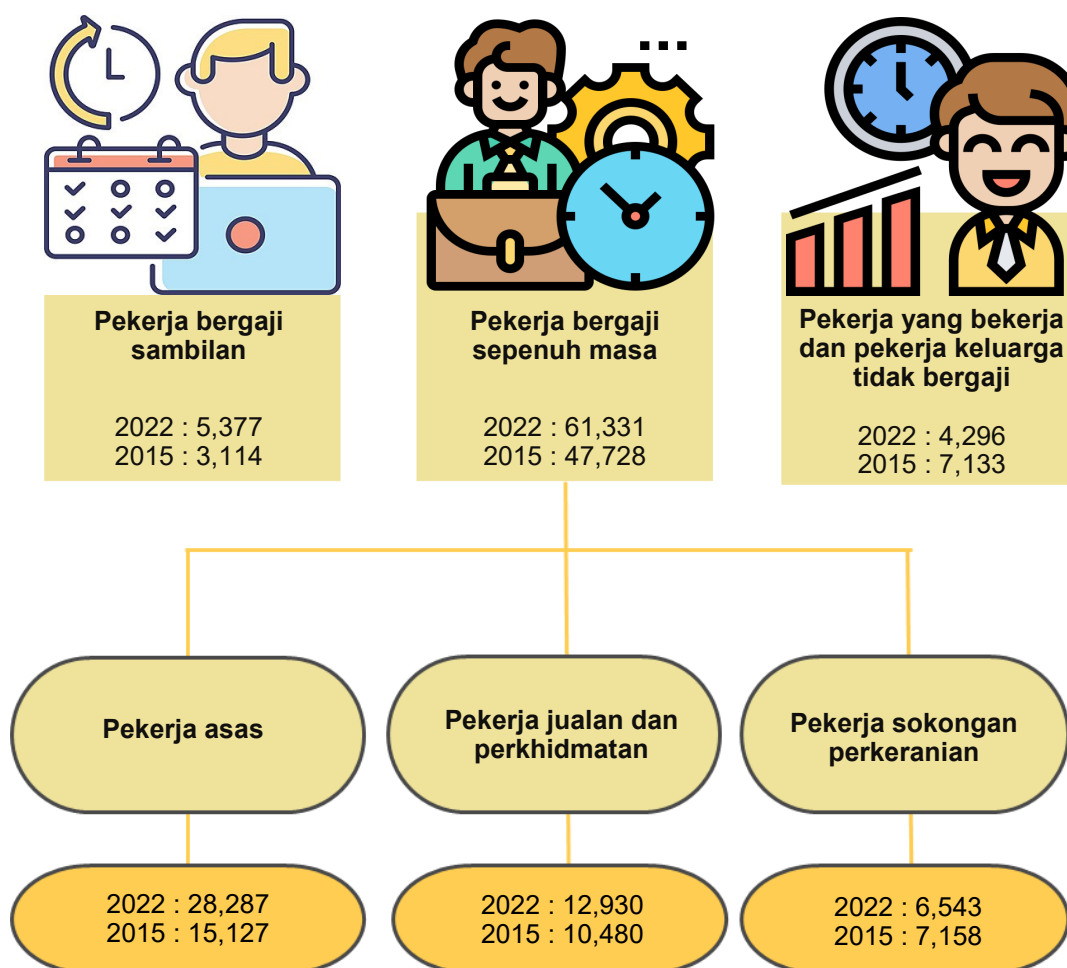 Pekerja bergaji
sambilan
2022 : 5,377
2015 : 3,114
Pekerja bergaji
sepenuh masa
2022 : 61,331
2015 : 47,728
Pekerja yang bekerja
dan pekerja keluarga
tidak bergaji
2022 : 4,296
2015 : 7,133
Pekerja asas
2022 : 28,287
2015 : 15,127
Pekerja jualan dan
perkhidmatan
2022 : 12,930
2015 : 10,480
Pekerja sokongan
perkeranian
2022 : 6,543
2015 : 7,158